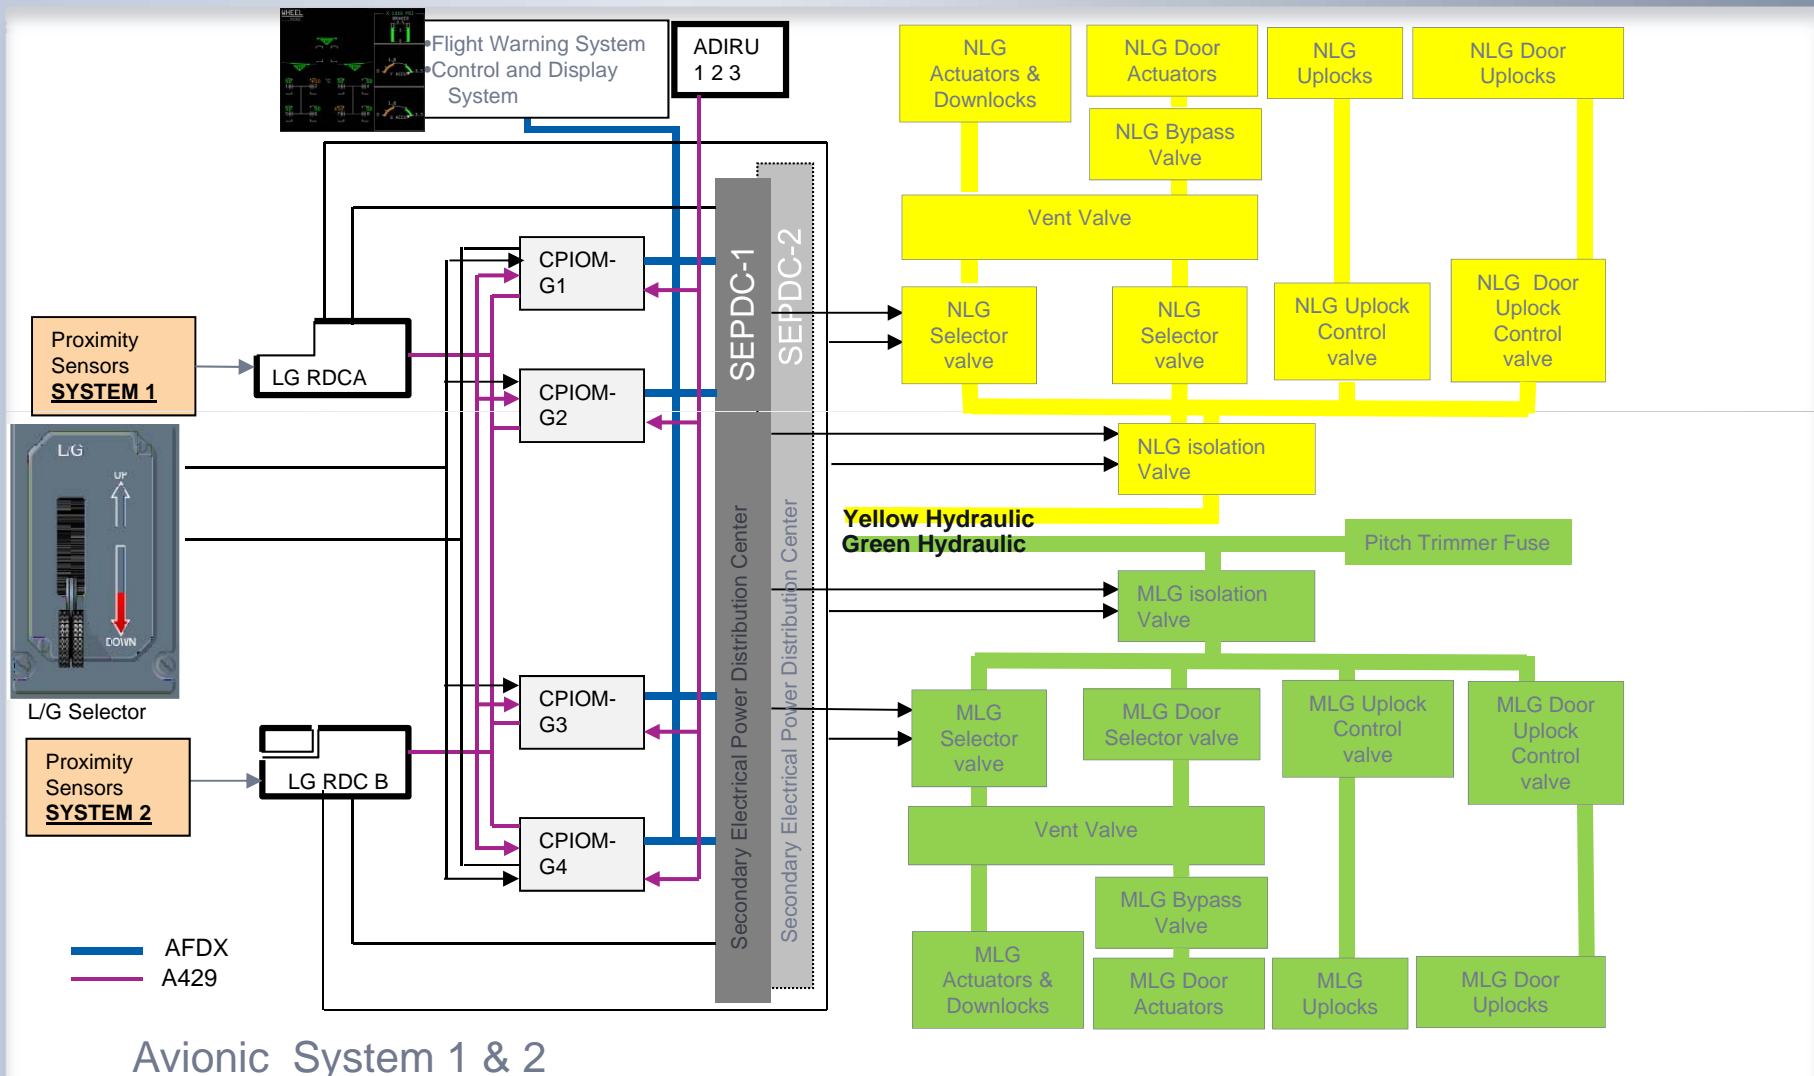 WHEEL
•Flight Warning System
•Control and Display
System
ADIRU
1 2 3
NLG
Actuators &
Downlocks
NLG Door
Actuators
NLG
Uplocks
NLG Door
Uplocks
NLG Bypass
Valve
Vent Valve
CPIOM-
G1
SEPDC-1
SEPDC-2
NLG
Selector
valve
NLG
Selector
valve
NLG Uplock
Control
valve
NLG Door
Uplock
Control
valve
Proximity
Sensors
SYSTEM 1
LG RDCA
CPIOM-
G2
L/G
UP
DOWN
L/G Selector
NLG isolation
Valve
Yellow Hydraulic
Green Hydraulic
Pitch Trimmer Fuse
MLG isolation
Valve
Secondary Electrical Power Distribution Center
Secondary Electrical Power Distribution Center
CPIOM-
G3
MLG
Selector
valve
MLG Door
Selector valve
MLG Uplock
Control
valve
MLG Door
Uplock
Control
valve
Proximity
Sensors
SYSTEM 2
LG RDC B
CPIOM-
G4
Vent Valve
MLG Bypass
Valve
MLG
Actuators &
Downlocks
MLG Door
Actuators
MLG
Uplocks
MLG Door
Uplocks
AFDX
A429
Avionic System 1 & 2